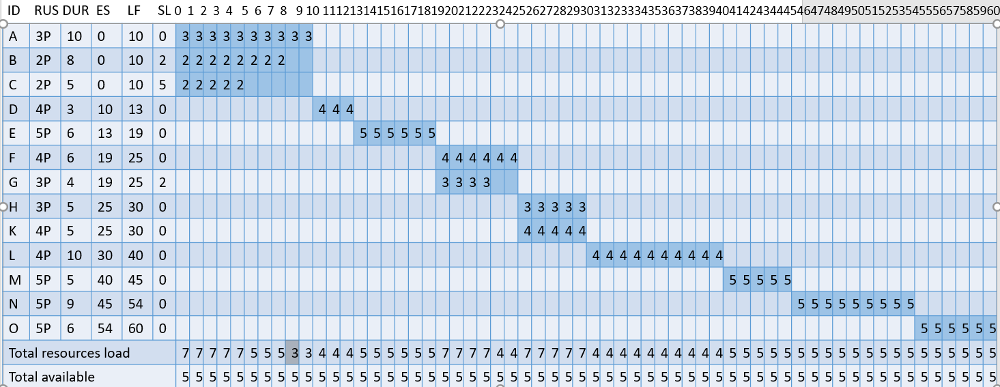 ID RUS DUR ES LF SL 0 1 2 3 4 5 6 7 8 9 10 11 12 13 14 15 16 17 18 19 20 21 22 23 24 25 26 27 28 29 30 31 32 33 34 35 36 37 38 39 40 41 42 43 44 45 46 47 48 49 50 51 52 53 54 55 56 57 58 59 60
A 3P 10 0 10 0 3 3 3 3 3 3 3 3 3 3
B 2P 8 0 10 2 2 2 2 2 2 2 2 2
C 2P 5 0 10 5 2 2 2 2 2
D 4P 3 10 13 0 4 4 4
E 5P 6 13 19 0 5 5 5 5 5 5
F 4P 6 19 25 0 4 4 4 4 4 4
G 3P 4 19 25 2 3 3 3 3
H 3P 5 25 30 0 3 3 3 3 3
K 4P 5 25 30 0 4 4 4 4 4
L 4P 10 30 40 0 4 4 4 4 4 4 4 4 4 4
M 5P 5 40 45 0 5 5 5 5 5
N 5P 9 45 54 0 5 5 5 5 5 5 5 5 5
O 5P 6 54 60 0 5 5 5 5 5 5
Total resources load 7 7 7 7 7 5 5 5 3 3 4 4 4 5 5 5 5 5 5 7 7 7 7 4 4 7 7 7 7 7 4 4 4 4 4 4 4 4 4 4 5 5 5 5 5 5 5 5 5 5 5 5 5 5 5 5 5 5 5 5
Total available 5 5 5 5 5 5 5 5 5 5 5 5 5 5 5 5 5 5 5 5 5 5 5 5 5 5 5 5 5 5 5 5 5 5 5 5 5 5 5 5 5 5 5 5 5 5 5 5 5 5 5 5 5 5 5 5 5 5 5 5